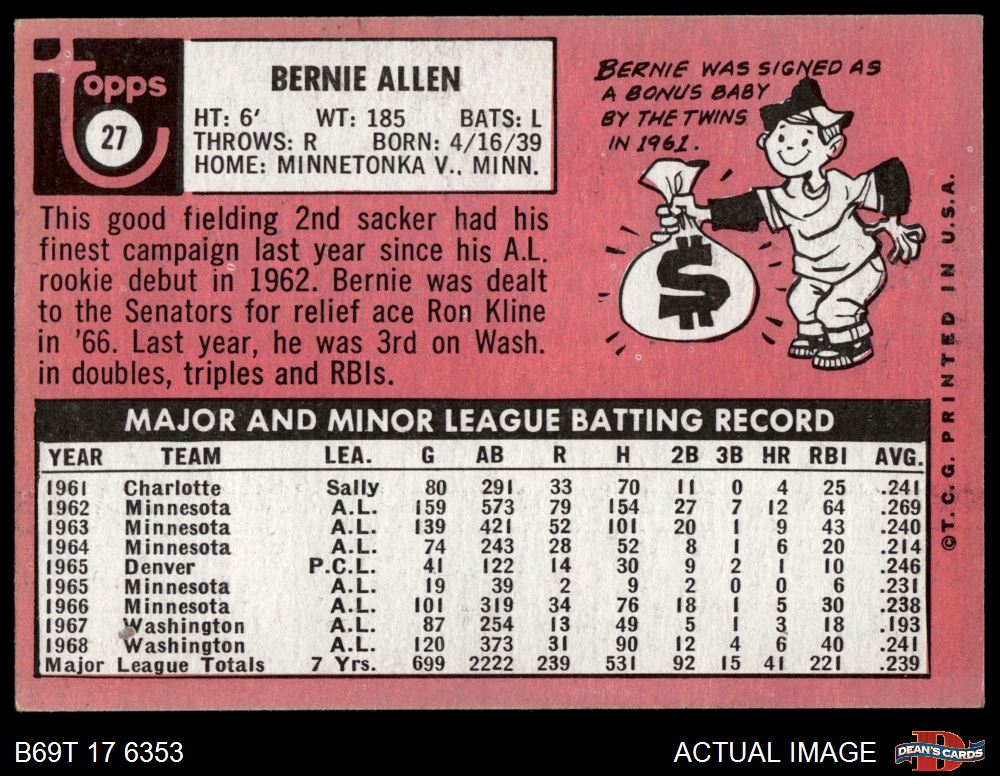 Topps
27
BERNIE ALLEN
HT: 6' WT: 185 BATS: L
THROWS: R BORN: 4/16/39
HOME: MINNETONKA V., MINN.
BERNIE WAS SIGNED AS
A BONUS BABY
BY THE TWINS
IN 1961.
$
This good fielding 2nd sacker had his
finest campaign last year since his A.L.
rookie debut in 1962. Bernie was dealt
to the Senators for relief ace Ron Kline
in '66. Last year, he was 3rd on Wash.
in doubles, triples and RBIs.
MAJOR AND MINOR LEAGUE BATTING RECORD
YEAR TEAM LEA. G AB R H 2B 3B HR RBI AVG.
1961 Charlotte Sally 80 291 33 70 11 0 4 25 .241
1962 Minnesota A.L. 159 573 79 154 27 7 12 64 .269
1963 Minnesota A.L. 139 421 52 101 20 1 9 43 .240
1964 Minnesota A.L. 74 243 28 52 8 1 6 20 .214
1965 Denver P.C.L. 41 122 14 30 9 2 1 10 .246
1965 Minnesota A.L. 19 39 2 9 2 0 0 6 .231
1966 Minnesota A.L. 101 319 34 76 18 1 5 30 .238
1967 Washington A.L. 87 254 13 49 5 1 3 18 .193
1968 Washington A.L. 120 373 31 90 12 4 6 40 .241
Major League Totals 7 Yrs. 699 2222 239 531 92 15 41 221 .239
©T.C.G. PRINTED IN U.S.A.
B69T 17 6353
ACTUAL IMAGE
DEAN'S CARDS